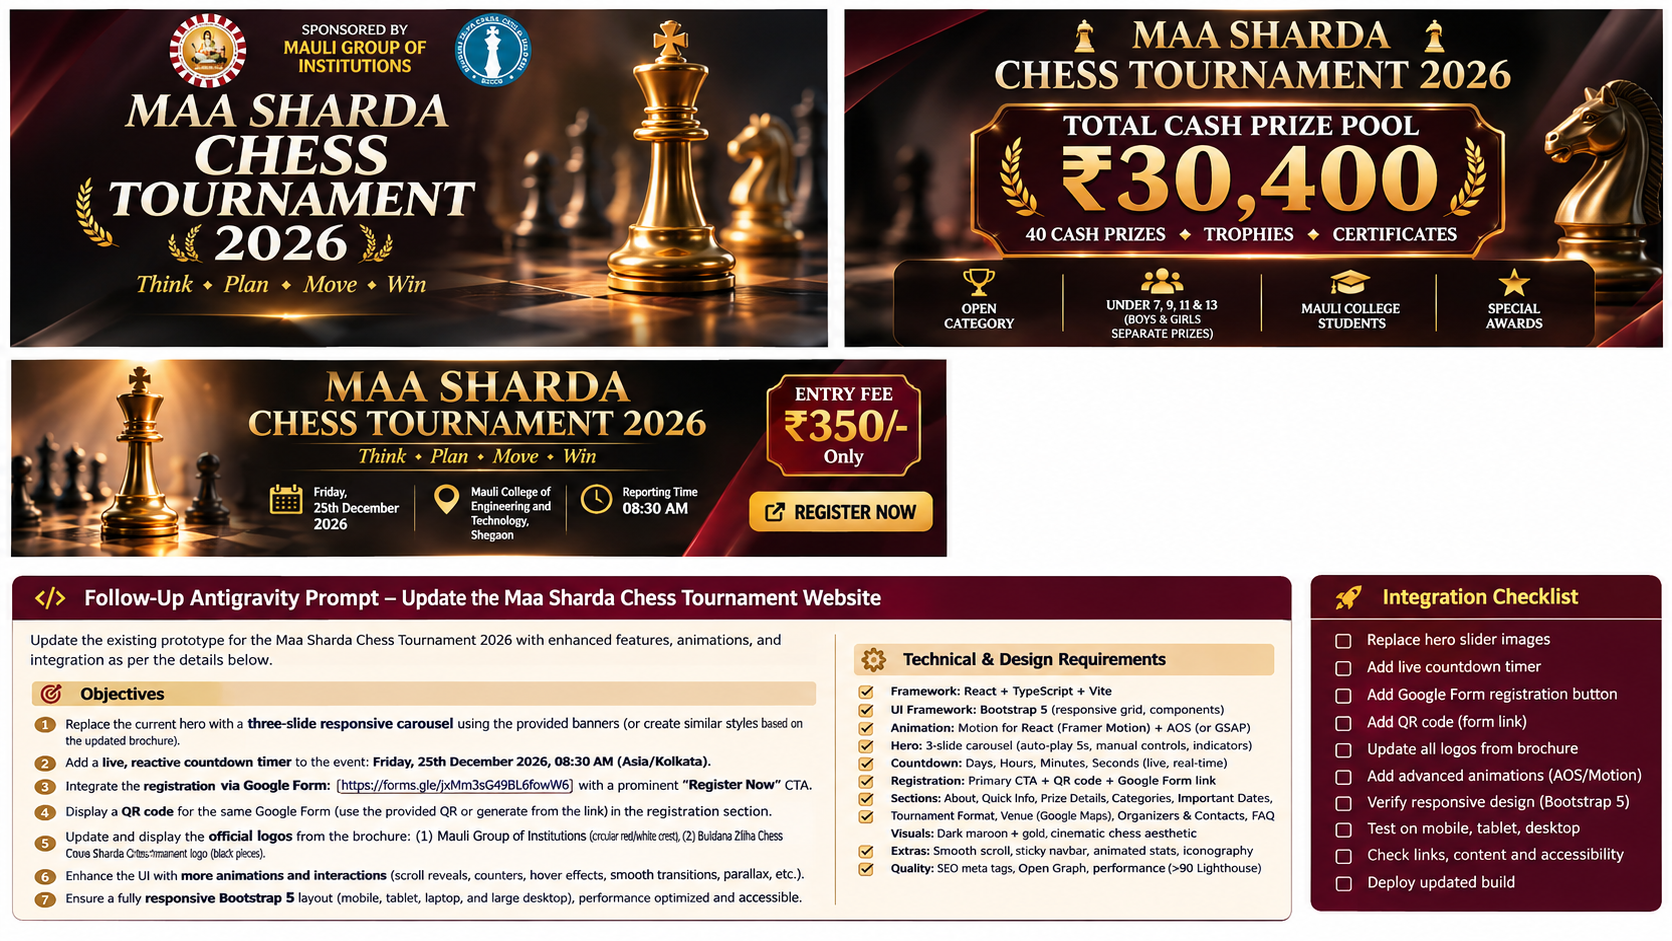 SPONSORED BY
MAULI GROUP OF
INSTITUTIONS
MAA SHARDA
CHESS
TOURNAMENT
2026
Think ◆ Plan ◆ Move ◆ Win
MAA SHARDA
CHESS TOURNAMENT 2026
TOTAL CASH PRIZE POOL
₹30,400
40 CASH PRIZES ◆ TROPHIES ◆ CERTIFICATES
OPEN
CATEGORY
UNDER 7, 9, 11 & 13
(BOYS & GIRLS
SEPARATE PRIZES)
MAULI COLLEGE
STUDENTS
SPECIAL
AWARDS
MAA SHARDA
CHESS TOURNAMENT 2026
Think ◆ Plan ◆ Move ◆ Win
Friday,
25th December
2026
Mauli College of
Engineering and
Technology,
Shegaon
Reporting Time
08:30 AM
ENTRY FEE
₹350/-
Only
REGISTER NOW
</> Follow-Up Antigravity Prompt – Update the Maa Sharda Chess Tournament Website
Update the existing prototype for the Maa Sharda Chess Tournament 2026 with enhanced features, animations, and
integration as per the details below.
Objectives
1 Replace the current hero with a three-slide responsive carousel using the provided banners (or create similar styles based on
the updated brochure).
2 Add a live, reactive countdown timer to the event: Friday, 25th December 2026, 08:30 AM (Asia/Kolkata).
3 Integrate the registration via Google Form: [https://forms.gle/jxMm3sG49BL6fowW6] with a prominent "Register Now" CTA.
4 Display a QR code for the same Google Form (use the provided QR or generate from the link) in the registration section.
5 Update and display the official logos from the brochure: (1) Mauli Group of Institutions (circular red/white crest), (2) Buldana Zilha Chess
Sharda logo (black pieces).
6 Enhance the UI with more animations and interactions (scroll reveals, counters, hover effects, smooth transitions, parallax, etc.).
7 Ensure a fully responsive Bootstrap 5 layout (mobile, tablet, laptop, and large desktop), performance optimized and accessible.
Technical & Design Requirements
Framework: React + TypeScript + Vite
UI Framework: Bootstrap 5 (responsive grid, components)
Animation: Motion for React (Framer Motion) + AOS (or GSAP)
Hero: 3-slide carousel (auto-play 5s, manual controls, indicators)
Countdown: Days, Hours, Minutes, Seconds (live, real-time)
Registration: Primary CTA + QR code + Google Form link
Sections: About, Quick Info, Prize Details, Categories, Important Dates,
Tournament Format, Venue (Google Maps), Organizers & Contacts, FAQ
Visuals: Dark maroon + gold, cinematic chess aesthetic
Extras: Smooth scroll, sticky navbar, animated stats, iconography
Quality: SEO meta tags, Open Graph, performance (>90 Lighthouse)
Integration Checklist
Replace hero slider images
Add live countdown timer
Add Google Form registration button
Add QR code (form link)
Update all logos from brochure
Add advanced animations (AOS/Motion)
Verify responsive design (Bootstrap 5)
Test on mobile, tablet, desktop
Check links, content and accessibility
Deploy updated build